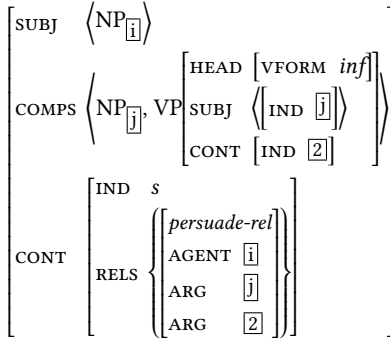 SUBJ ⟨NP[i]⟩
HEAD [VFORM inf]
COMPS ⟨NP[j], VP SUBJ ⟨[IND [j]]⟩⟩
CONT [IND [2]]
IND s
persuade-rel
CONT AGENT [i]
RELS ARG [j]
ARG [2]